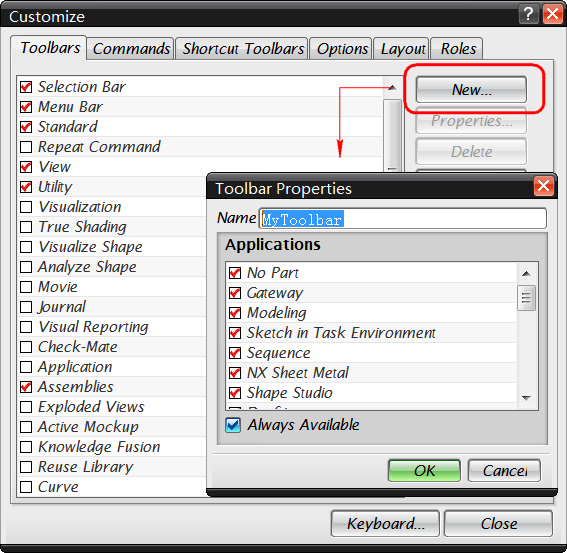 Customize
Toolbars Commands Shortcut Toolbars Options Layout Roles
Selection Bar
Menu Bar
Standard
Repeat Command
View
Utility
Visualization
True Shading
Visualize Shape
Analyze Shape
Movie
Journal
Visual Reporting
Check-Mate
Application
Assemblies
Exploded Views
Active Mockup
Knowledge Fusion
Reuse Library
Curve
New...
Properties...
Delete
Toolbar Properties
Name MyToolbar
Applications
No Part
Gateway
Modeling
Sketch in Task Environment
Sequence
NX Sheet Metal
Shape Studio
Always Available
OK Cancel
Keyboard... Close